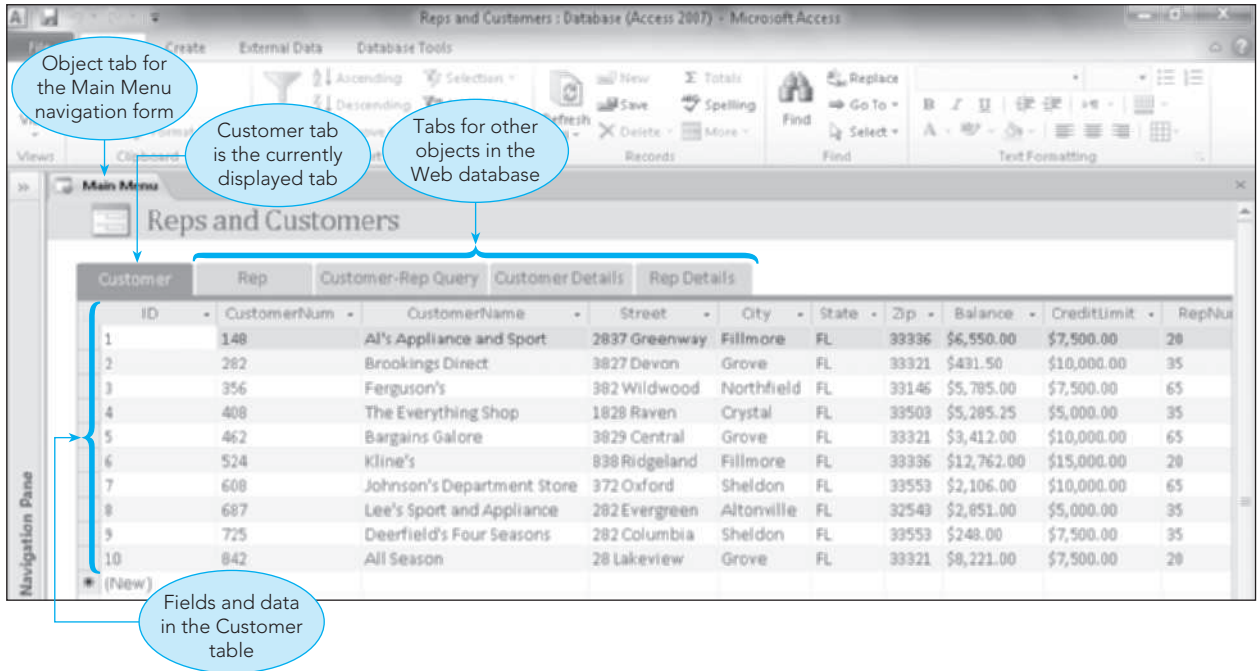 Reps and Customers : Database (Access 2007) - Microsoft Access
Create External Data Database Tools
Object tab for
the Main Menu
navigation form
Customer tab
is the currently
displayed tab
Tabs for other
objects in the
Web database
Ascending Selection
Descending
Refresh
New Totals
Save Spelling
Delete More
Find
Replace
Go To
Select
B I U
A
Views Clipboard Records Find Text Formatting
Main Menu
Reps and Customers
Customer Rep Customer-Rep Query Customer Details Rep Details
ID CustomerNum CustomerName Street City State Zip Balance CreditLimit RepNu
1 148 Al's Appliance and Sport 2837 Greenway Fillmore FL 33336 $6,550.00 $7,500.00 20
2 282 Brookings Direct 3827 Devon Grove FL 33321 $431.50 $10,000.00 35
3 356 Ferguson's 382 Wildwood Northfield FL 33146 $5,785.00 $7,500.00 65
4 408 The Everything Shop 1828 Raven Crystal FL 33503 $5,285.25 $5,000.00 35
5 462 Bargains Galore 3829 Central Grove FL 33321 $3,412.00 $10,000.00 65
6 524 Kline's 838 Ridgeland Fillmore FL 33336 $12,762.00 $15,000.00 20
7 608 Johnson's Department Store 372 Oxford Sheldon FL 33553 $2,106.00 $10,000.00 65
8 687 Lee's Sport and Appliance 282 Evergreen Altonville FL 32543 $2,851.00 $5,000.00 35
9 725 Deerfield's Four Seasons 282 Columbia Sheldon FL 33553 $248.00 $7,500.00 35
10 842 All Season 28 Lakeview Grove FL 33321 $8,221.00 $7,500.00 20
(New)
Navigation Pane
Fields and data
in the Customer
table